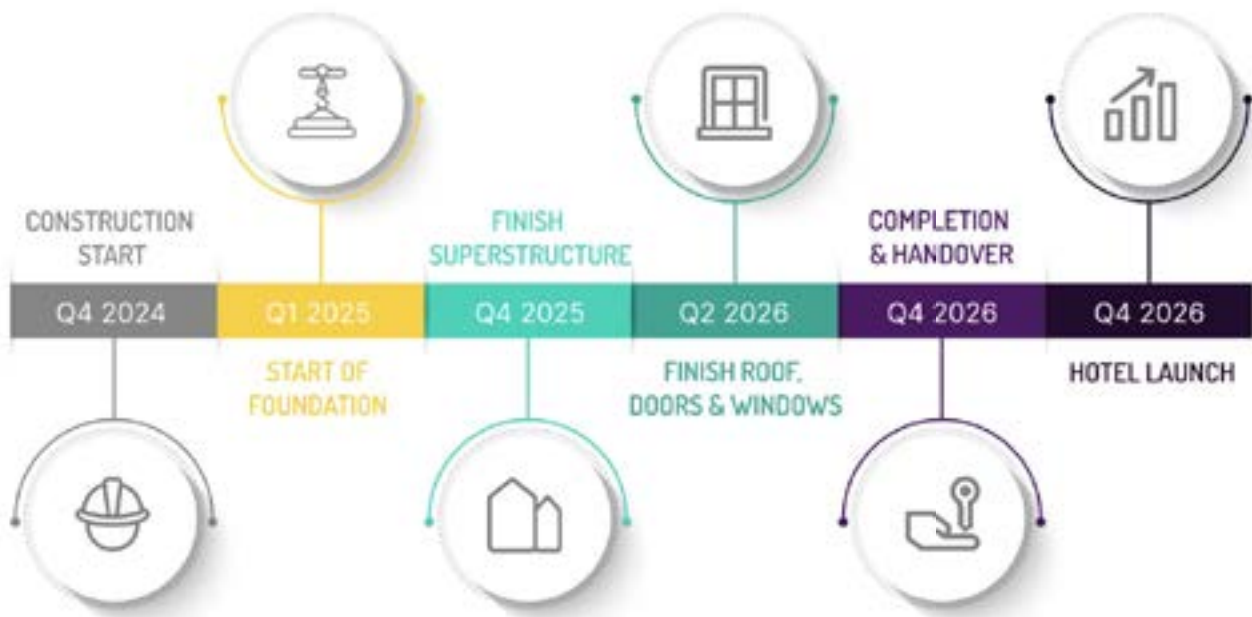 CONSTRUCTION
START
Q4 2024
Q1 2025
START OF
FOUNDATION
FINISH
SUPERSTRUCTURE
Q4 2025
Q2 2026
FINISH ROOF,
DOORS & WINDOWS
COMPLETION
& HANDOVER
Q4 2026
Q4 2026
HOTEL LAUNCH